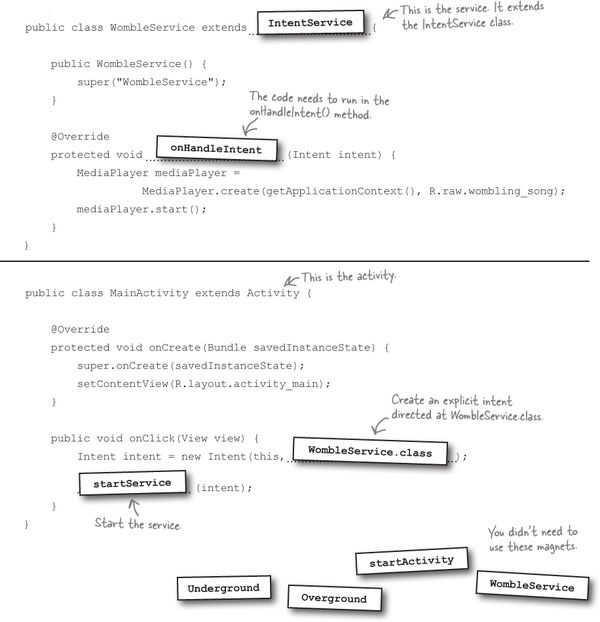 public class WombleService extends IntentService {
This is the service. It extends
the IntentService class.
public WombleService() {
super("WombleService");
}
The code needs to run in the
onHandleIntent() method.
@Override
protected void onHandleIntent (Intent intent) {
MediaPlayer mediaPlayer =
MediaPlayer.create(getApplicationContext(), R.raw.wombling_song);
mediaPlayer.start();
}
}
This is the activity.
public class MainActivity extends Activity {
@Override
protected void onCreate(Bundle savedInstanceState) {
super.onCreate(savedInstanceState);
setContentView(R.layout.activity_main);
}
Create an explicit intent
directed at WombleService.class.
public void onClick(View view) {
Intent intent = new Intent(this, WombleService.class );
startService (intent);
}
Start the service.
}
You didn't need to
use these magnets.
startActivity
Underground
Overground
WombleService